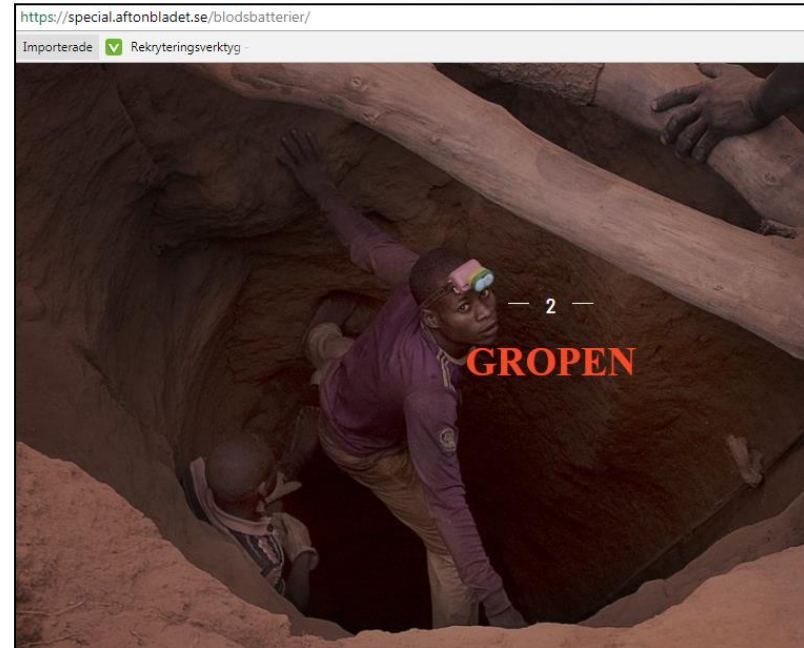 https://special.aftonbladet.se/blodsbatterier/
Importerade V Rekryteringsverktyg -
— 2 —
GROPEN